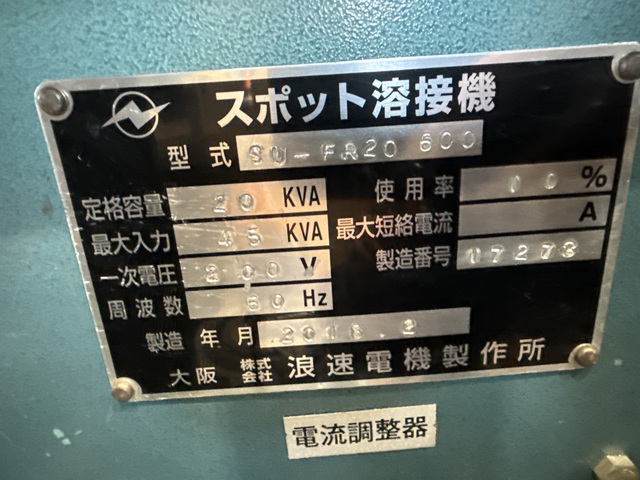 スポット溶接機
型式 SU-FR20 600
定格容量 20 KVA
使用率 %
最大入力 45 KVA
最大短絡電流 A
一次電圧 200 V
製造番号 17273
周波数 60 Hz
製造 年 月 2018.2
大阪 株式会社 浪速電機製作所
電流調整器